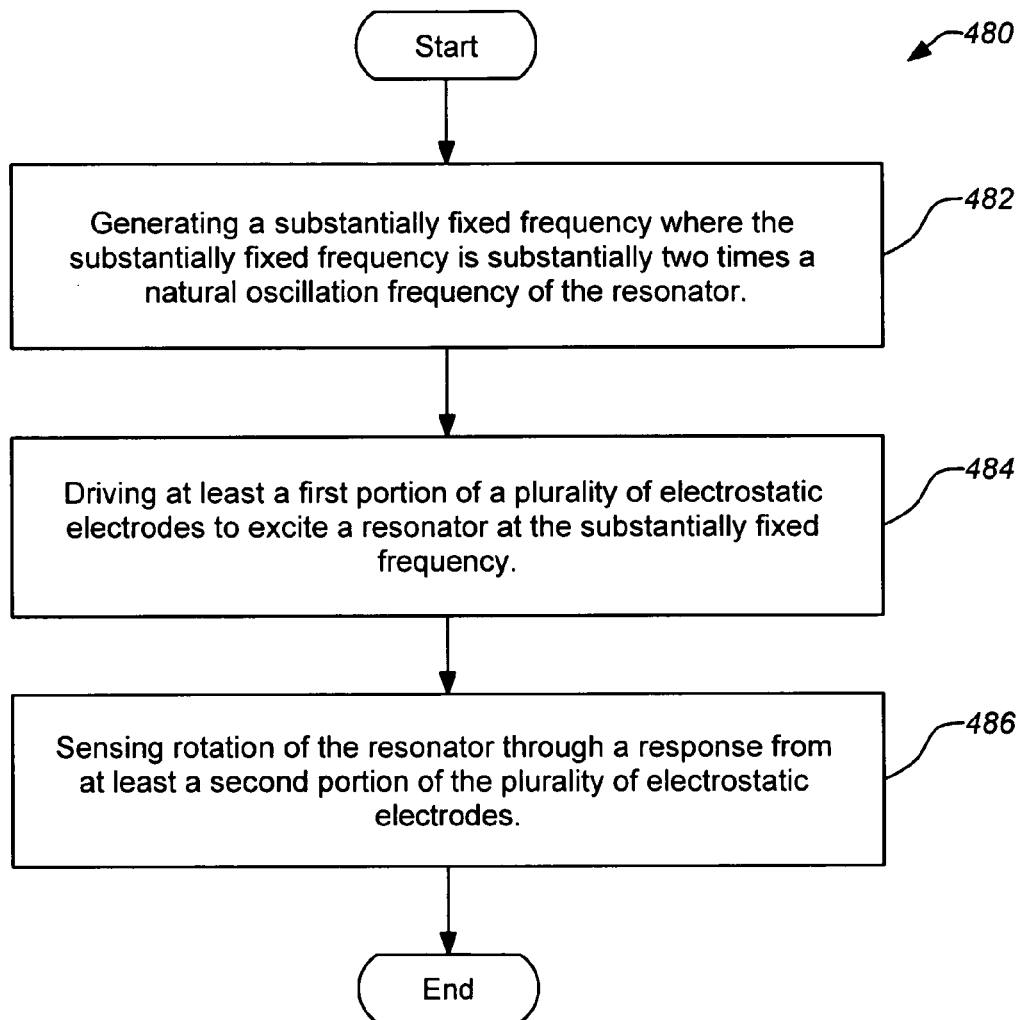 Start
480
Generating a substantially fixed frequency where the
substantially fixed frequency is substantially two times a
natural oscillation frequency of the resonator.
482
Driving at least a first portion of a plurality of electrostatic
electrodes to excite a resonator at the substantially fixed
frequency.
484
Sensing rotation of the resonator through a response from
at least a second portion of the plurality of electrostatic
electrodes.
486
End